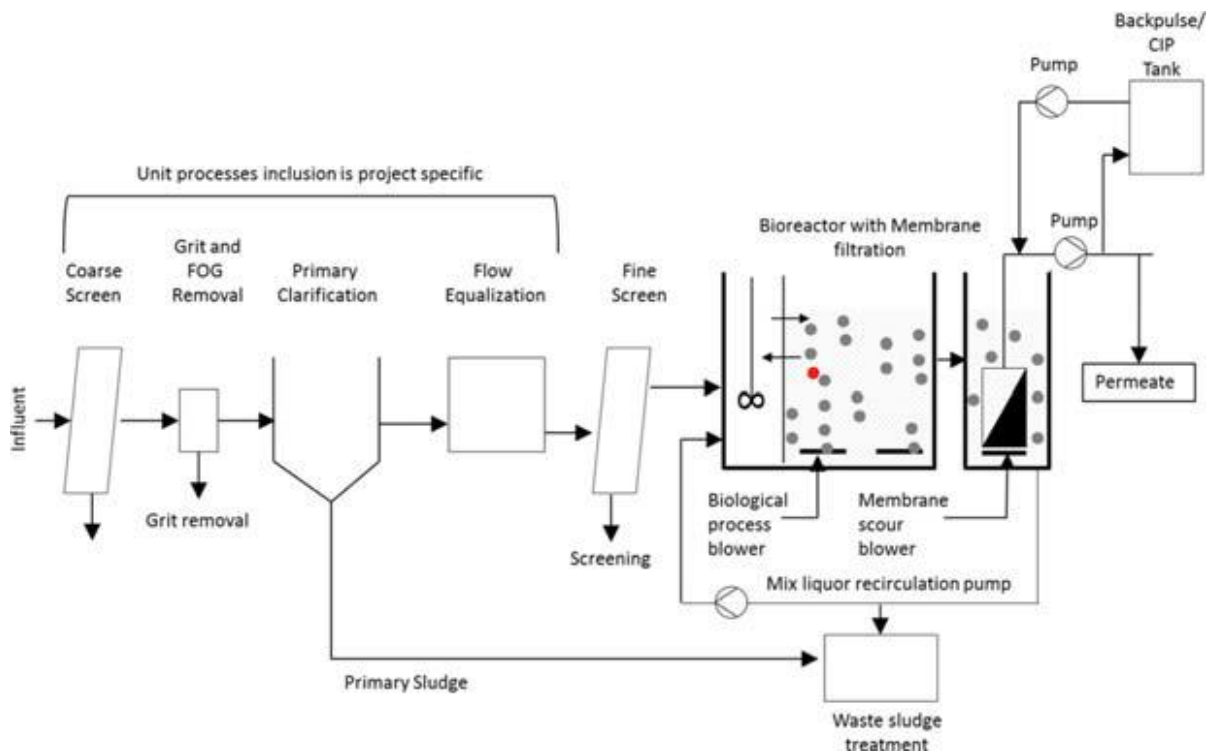 Backpulse/
CIP
Tank
Pump
Unit processes inclusion is project specific
Pump
Bioreactor with Membrane
filtration
Coarse
Screen
Grit and
FOG
Removal
Primary
Clarification
Flow
Equalization
Fine
Screen
Influent
Permeate
Grit removal
Screening
Biological
process
blower
Membrane
scour
blower
Mix liquor recirculation pump
Primary Sludge
Waste sludge
treatment